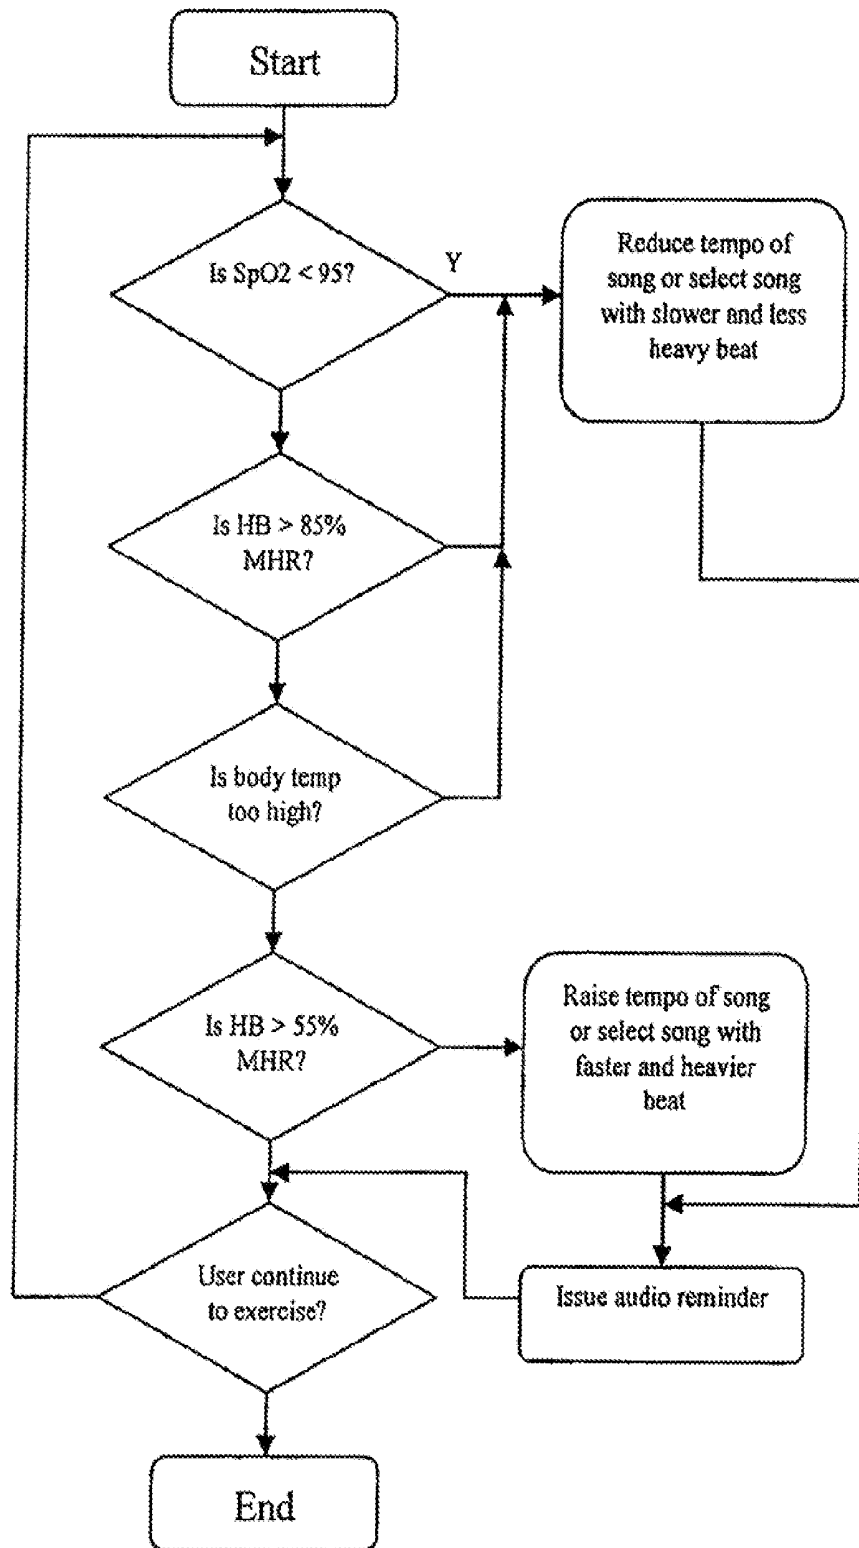 Start
Is SpO2 < 95?
Y
Reduce tempo of
song or select song
with slower and less
heavy beat
Is HB > 85%
MHR?
Is body temp
too high?
Is HB > 55%
MHR?
Raise tempo of song
or select song with
faster and heavier
beat
User continue
to exercise?
Issue audio reminder
End